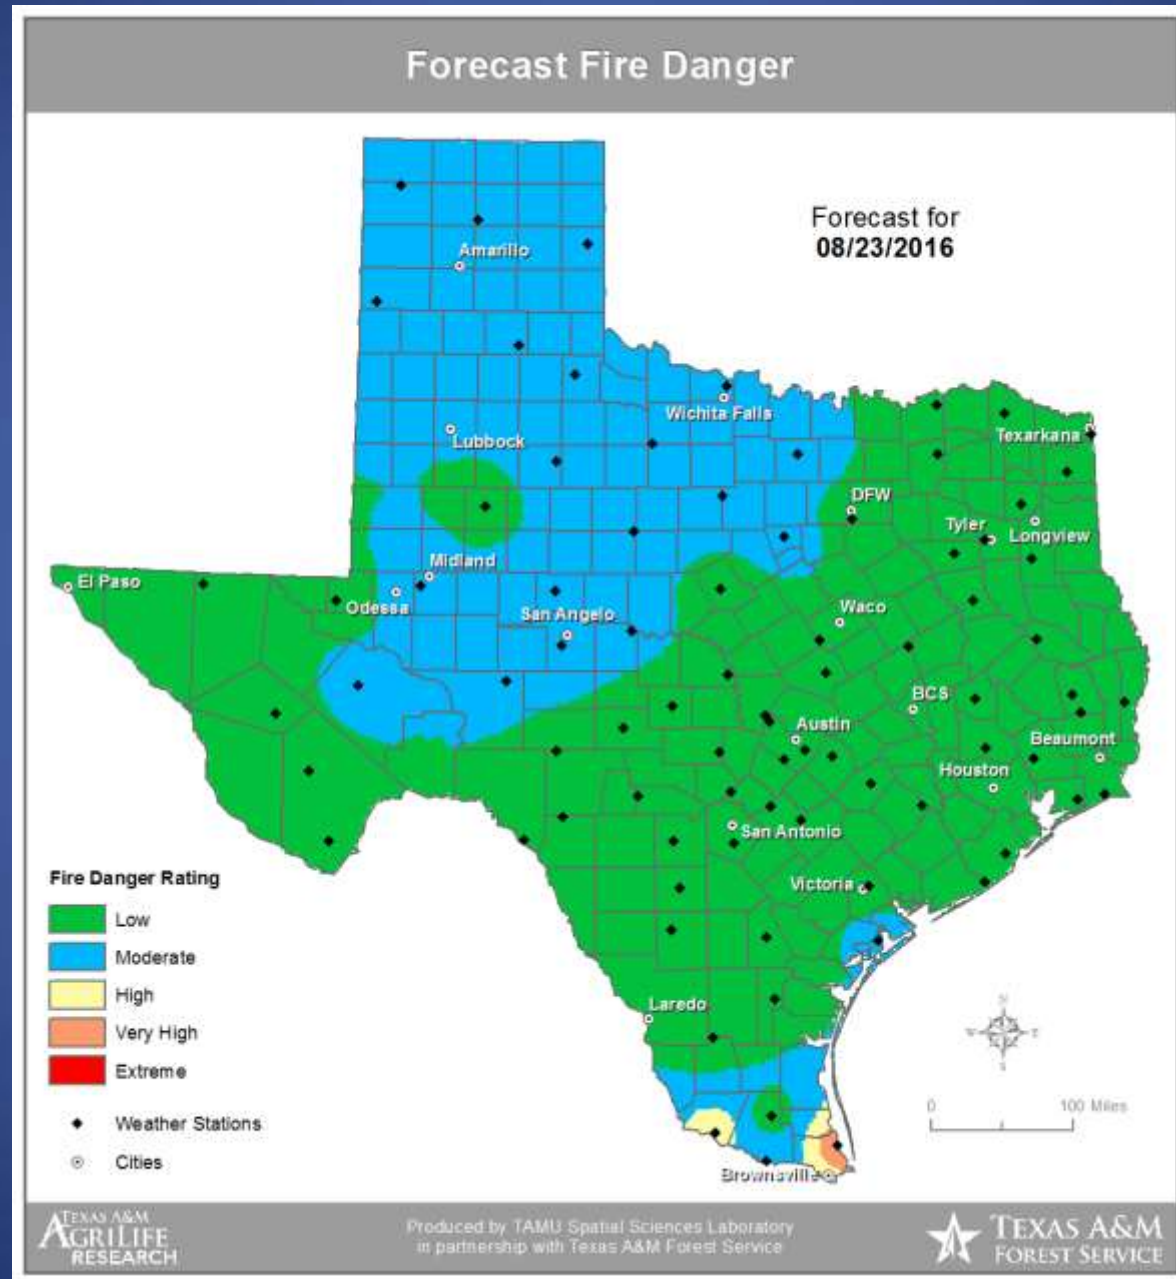 Forecast Fire Danger
Forecast for
08/23/2016
Amarillo
Wichita Falls
Lubbock
Texarkana
DFW
Tyler
Longview
Midland
El Paso
Odessa
San Angelo
Waco
BCS
Austin
Beaumont
Houston
San Antonio
Victoria
Laredo
Brownsville
Fire Danger Rating
Low
Moderate
High
Very High
Extreme
Weather Stations
Cities
N
W
E
S
0 100 Miles
TEXAS A&M
AGRILIFE
RESEARCH
Produced by TAMU Spatial Sciences Laboratory
in partnership with Texas A&M Forest Service
TEXAS A&M
FOREST SERVICE